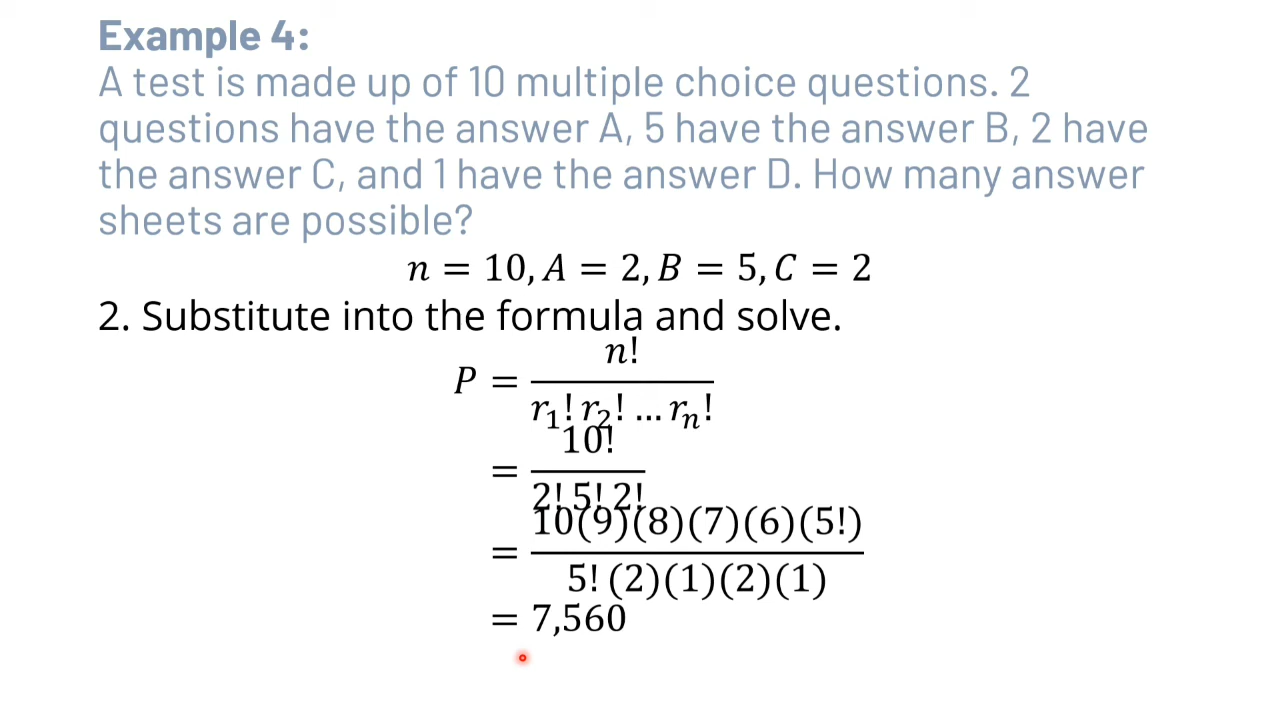 Example 4:
A test is made up of 10 multiple choice questions. 2
questions have the answer A, 5 have the answer B, 2 have
the answer C, and 1 have the answer D. How many answer
sheets are possible?
n = 10, A = 2, B = 5, C = 2
2. Substitute into the formula and solve.
P = n! / r₁! r₂! … rₙ!
= 10! / 2! 5! 2!
= 10(9)(8)(7)(6)(5!) / 5! (2)(1)(2)(1)
= 7,560